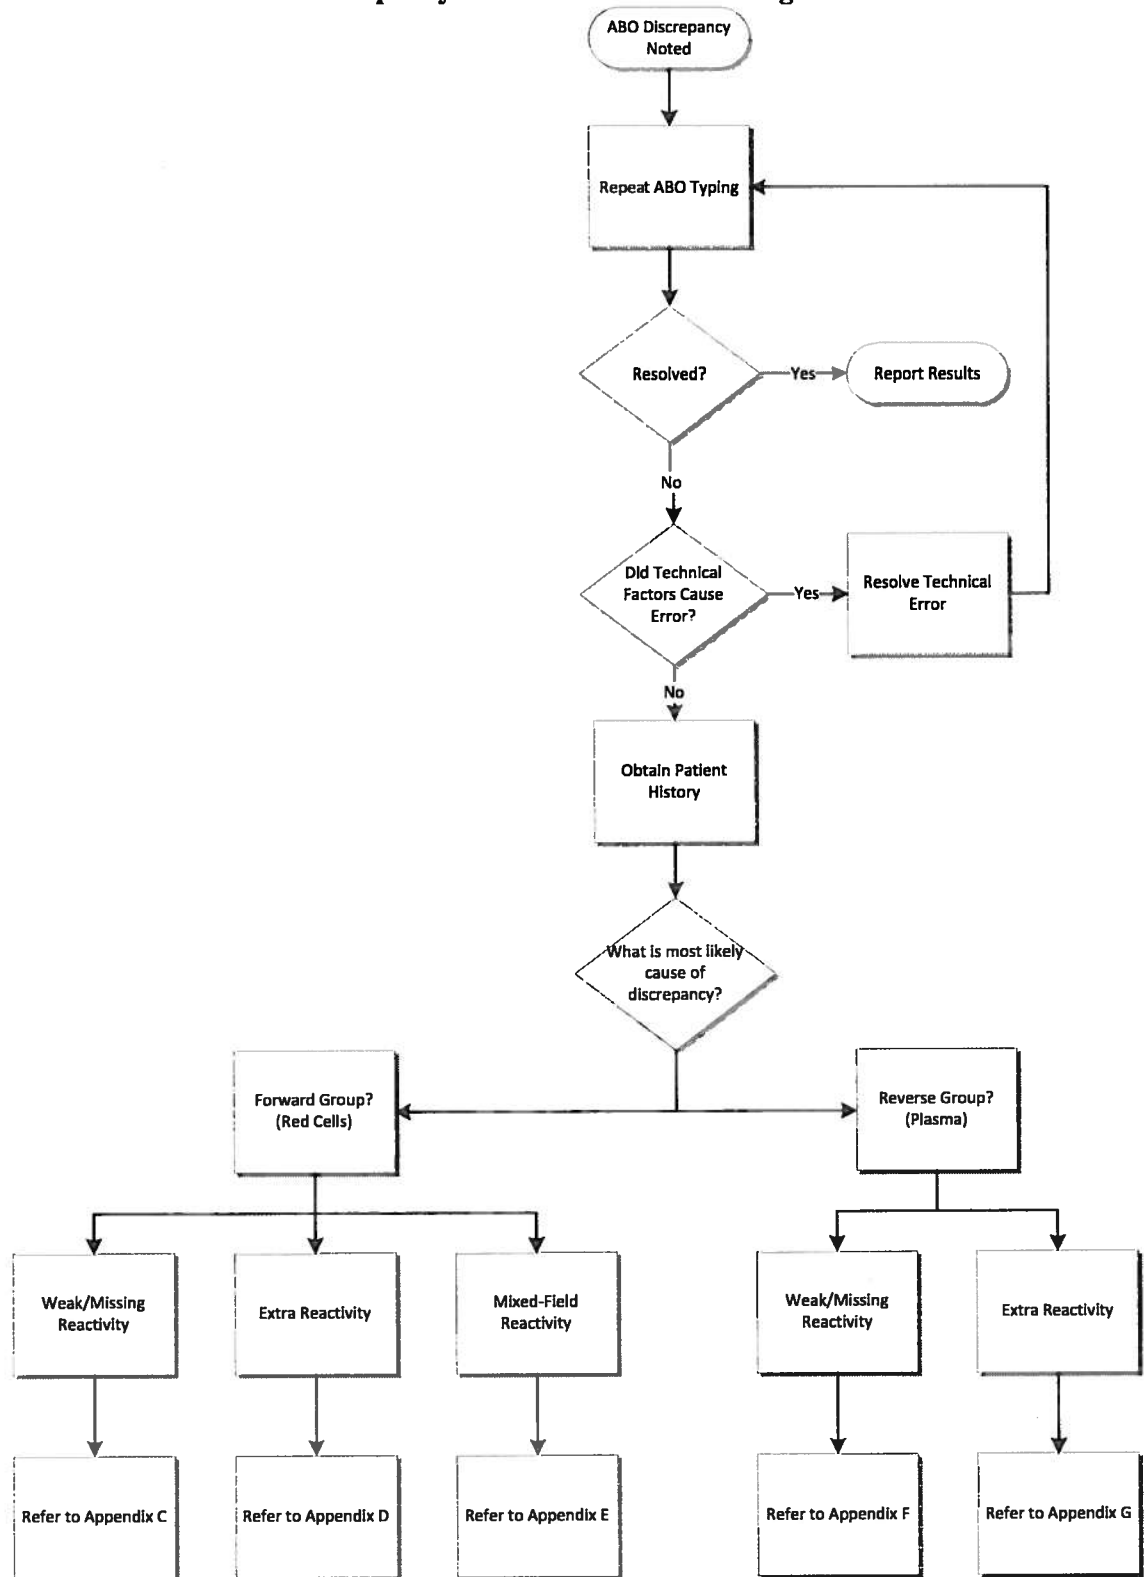 ABO Discrepancy
Noted
Repeat ABO Typing
Resolved?
Yes
Report Results
No
Did Technical
Factors Cause
Error?
Yes
Resolve Technical
Error
No
Obtain Patient
History
What is most likely
cause of
discrepancy?
Forward Group?
(Red Cells)
Reverse Group?
(Plasma)
Weak/Missing
Reactivity
Extra Reactivity
Mixed-Field
Reactivity
Weak/Missing
Reactivity
Extra Reactivity
Refer to Appendix C
Refer to Appendix D
Refer to Appendix E
Refer to Appendix F
Refer to Appendix G